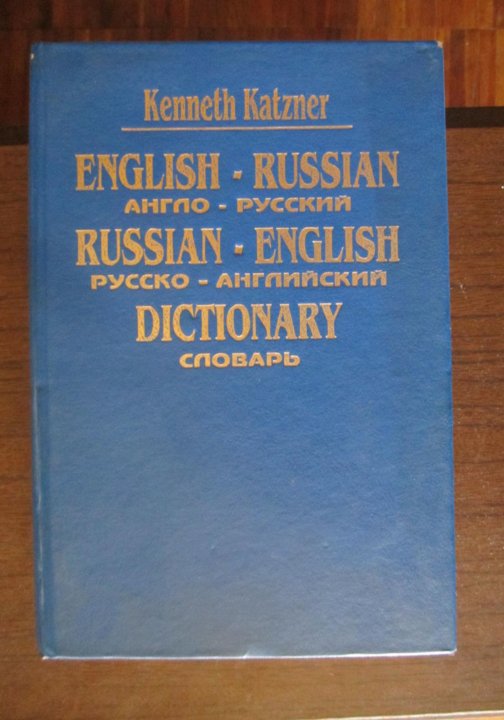 Kenneth Katzner
ENGLISH - RUSSIAN
АНГЛО - РУССКИЙ
RUSSIAN - ENGLISH
РУССКО - АНГЛИЙСКИЙ
DICTIONARY
СЛОВАРЬ